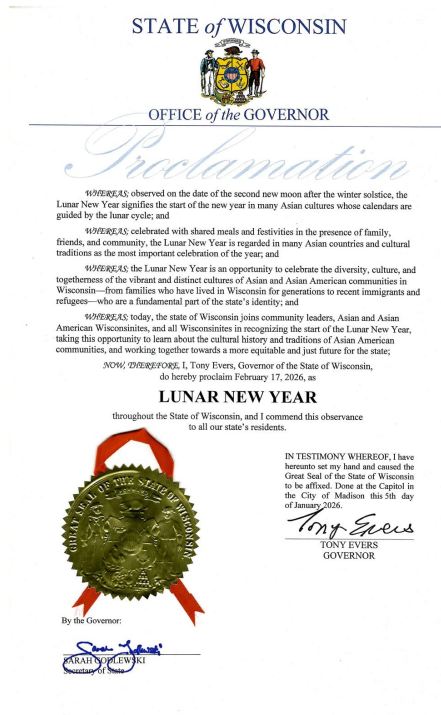 STATE of WISCONSIN
OFFICE of the GOVERNOR
Proclamation
WHEREAS; observed on the date of the second new moon after the winter solstice, the
Lunar New Year signifies the start of the new year in many Asian cultures whose calendars are
guided by the lunar cycle; and
WHEREAS; celebrated with shared meals and festivities in the presence of family,
friends, and community, the Lunar New Year is regarded in many Asian countries and cultural
traditions as the most important celebration of the year; and
WHEREAS; the Lunar New Year is an opportunity to celebrate the diversity, culture, and
togetherness of the vibrant and distinct cultures of Asian and Asian American communities in
Wisconsin—from families who have lived in Wisconsin for generations to recent immigrants and
refugees—who are a fundamental part of the state's identity; and
WHEREAS; today, the state of Wisconsin joins community leaders, Asian and Asian
American Wisconsinites, and all Wisconsinites in recognizing the start of the Lunar New Year,
taking this opportunity to learn about the cultural history and traditions of Asian American
communities, and working together towards a more equitable and just future for the state;
NOW, THEREFORE, I, Tony Evers, Governor of the State of Wisconsin,
do hereby proclaim February 17, 2026, as
LUNAR NEW YEAR
throughout the State of Wisconsin, and I commend this observance
to all our state's residents.
IN TESTIMONY WHEREOF, I have
hereunto set my hand and caused the
Great Seal of the State of Wisconsin
to be affixed. Done at the Capitol in
the City of Madison this 5th day
of January 2026.
Tony Evers
TONY EVERS
GOVERNOR
GREAT SEAL OF THE STATE OF WISCONSIN
By the Governor:
Sarah Godlewski
SARAH GODLEWSKI
Secretary of State